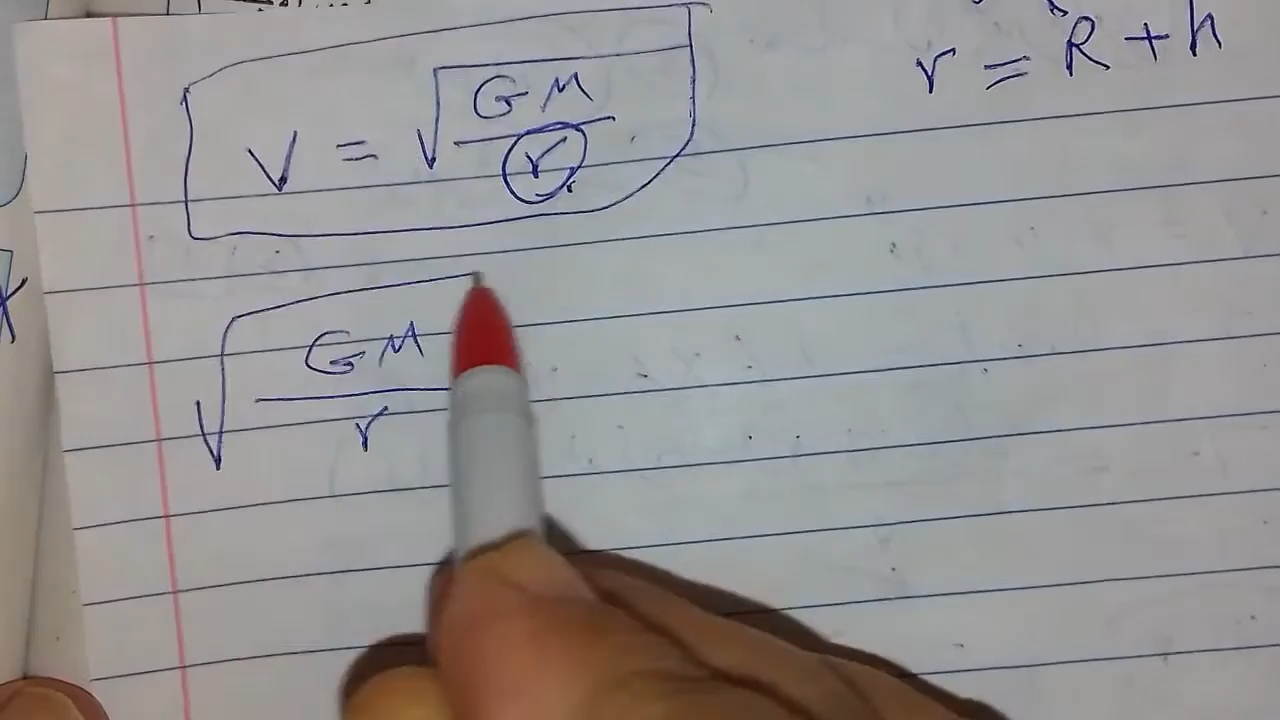 r = R + h
V = √(GM/r)
√(GM/r)